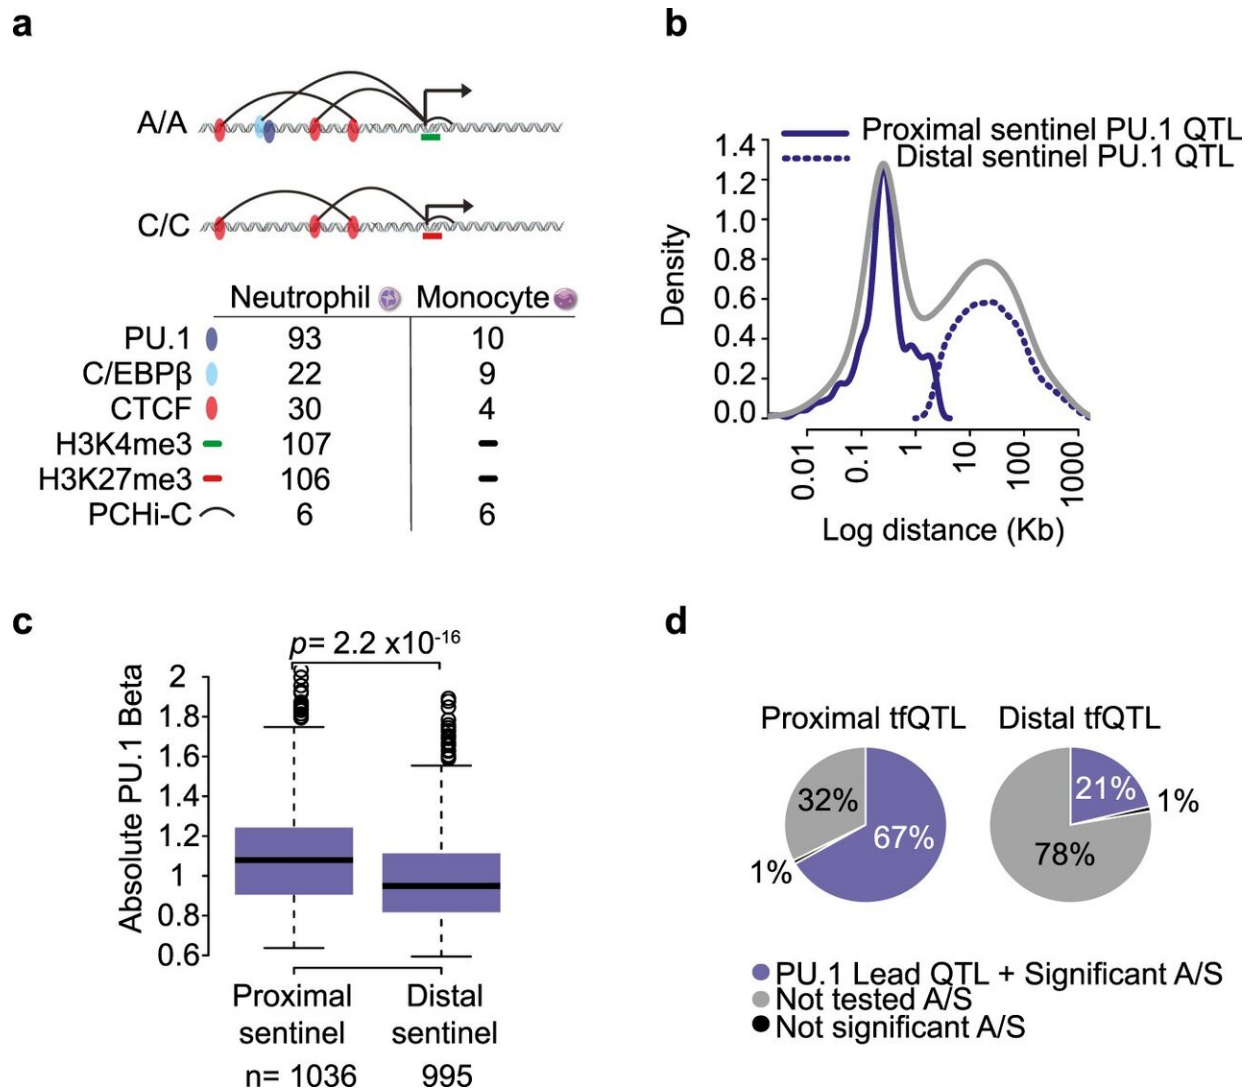 a
A/A
C/C
Neutrophil Monocyte
PU.1 93 10
C/EBPβ 22 9
CTCF 30 4
H3K4me3 107 -
H3K27me3 106 -
PCHi-C 6 6
b
Proximal sentinel PU.1 QTL
Distal sentinel PU.1 QTL
Density
1.4
1.2
1.0
0.8
0.6
0.4
0.2
0.0
0.01 0.1 1 10 100 1000
Log distance (Kb)
c
p= 2.2 x10-16
Absolute PU.1 Beta
2
1.8
1.6
1.4
1.2
1
0.8
0.6
Proximal Distal
sentinel sentinel
n= 1036 995
d
Proximal tfQTL Distal tfQTL
32% 67% 1%
21% 1% 78%
PU.1 Lead QTL + Significant A/S
Not tested A/S
Not significant A/S